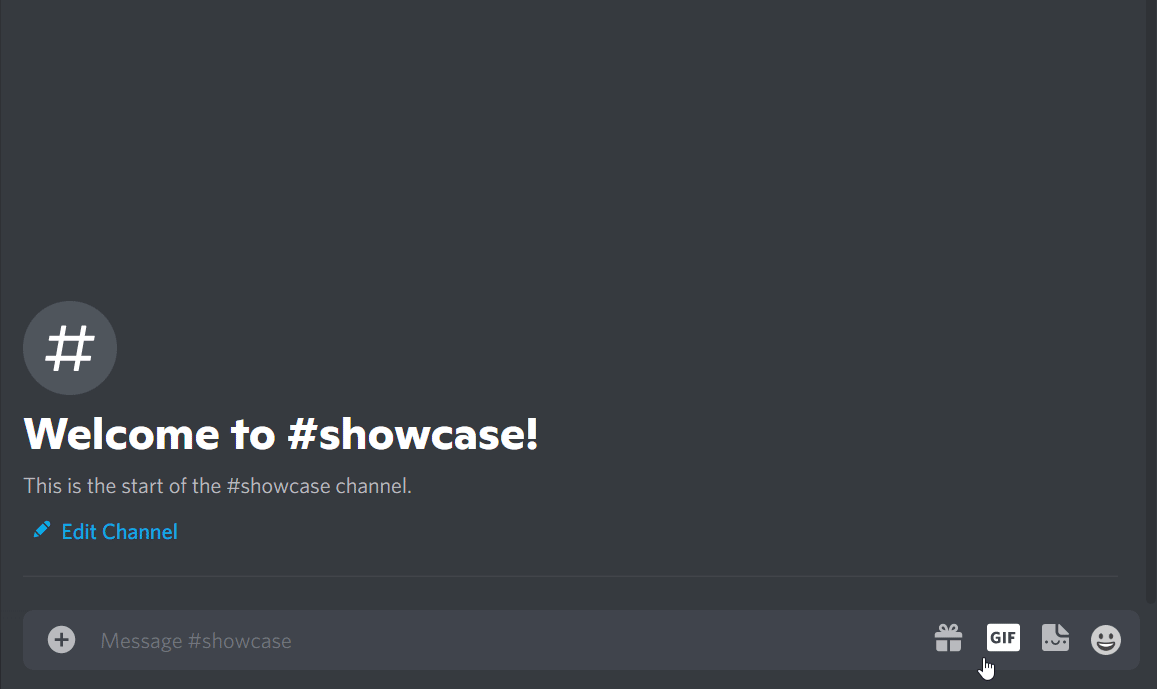 #
Welcome to #showcase!
This is the start of the #showcase channel.
Edit Channel
Message #showcase
GIF